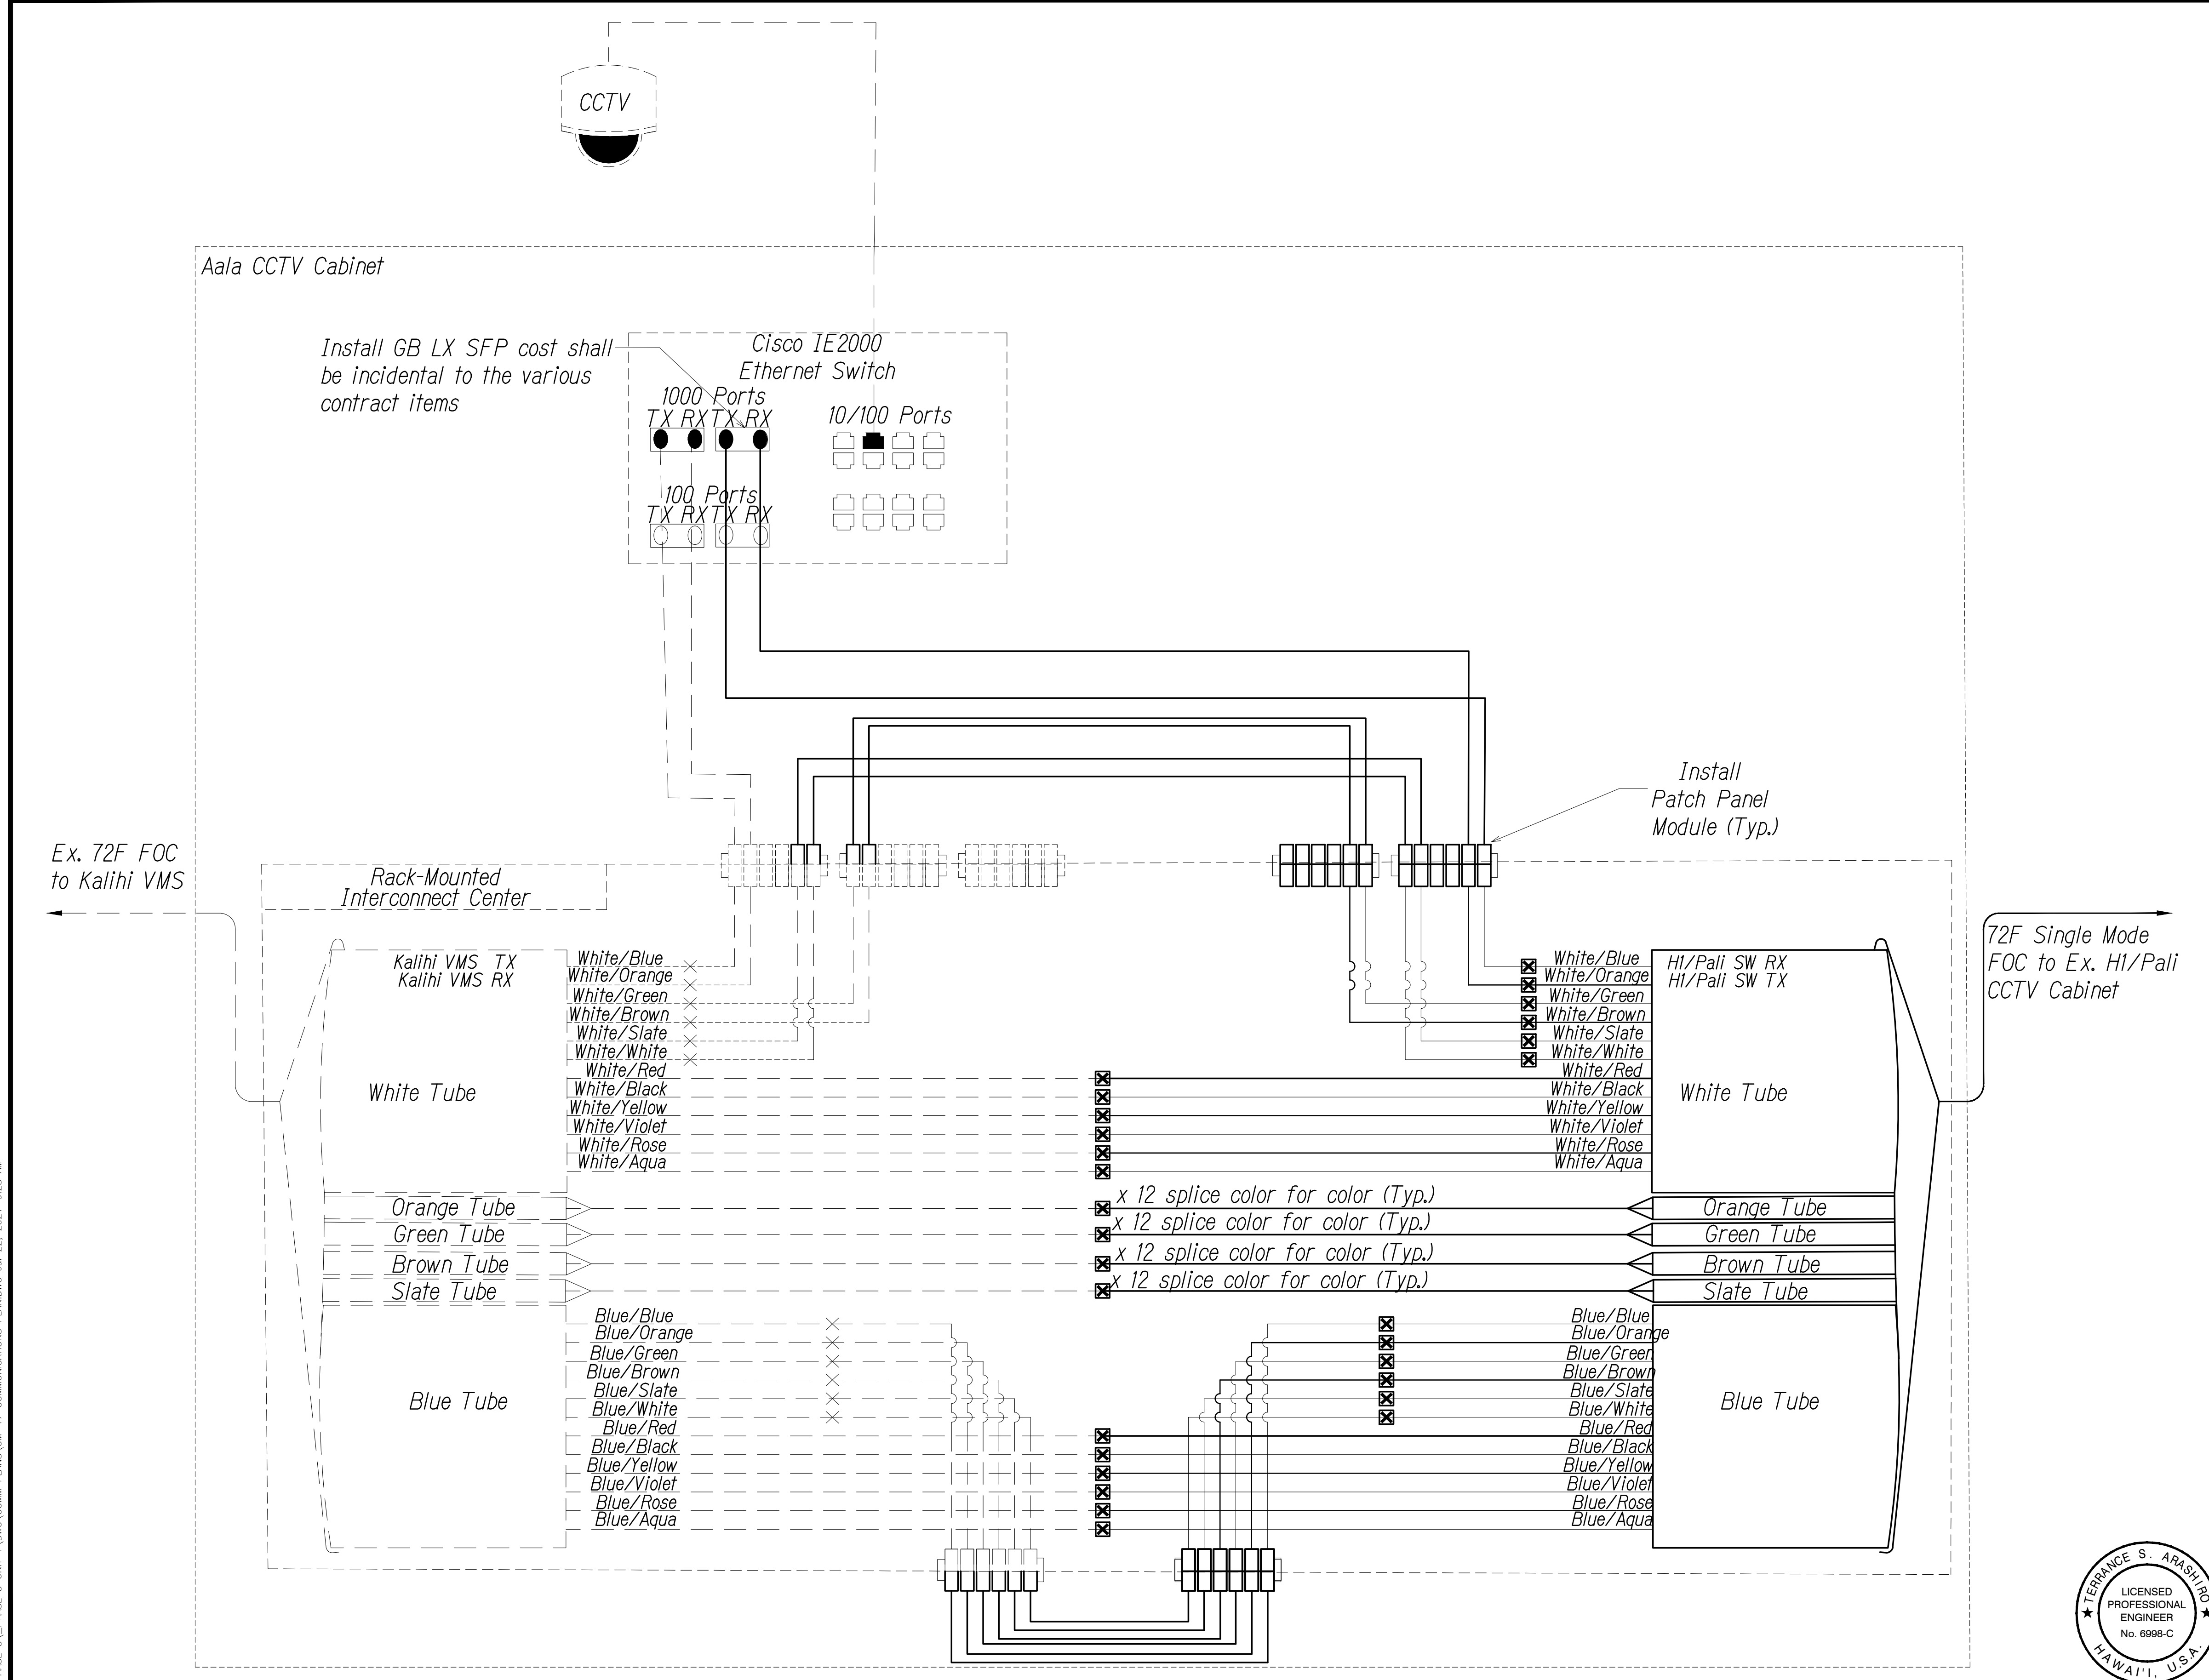 CCTV
Aala CCTV Cabinet
Install GB LX SFP cost shall
be incidental to the various
contract items
Cisco IE2000
Ethernet Switch
1000 Ports
TX RX TX RX
10/100 Ports
100 Ports
TX RX TX RX
Install
Patch Panel
Module (Typ.)
Ex. 72F FOC
to Kalihi VMS
Rack-Mounted
Interconnect Center
72F Single Mode
FOC to Ex. H1/Pali
CCTV Cabinet
Kalihi VMS TX
Kalihi VMS RX
White Tube
White/Blue
White/Orange
White/Green
White/Brown
White/Slate
White/White
White/Red
White/Black
White/Yellow
White/Violet
White/Rose
White/Aqua
White/Blue
White/Orange
White/Green
White/Brown
White/Slate
White/White
White/Red
White/Black
White/Yellow
White/Violet
White/Rose
White/Aqua
H1/Pali SW RX
H1/Pali SW TX
White Tube
Orange Tube
x 12 splice color for color (Typ.)
Orange Tube
Green Tube
x 12 splice color for color (Typ.)
Green Tube
Brown Tube
x 12 splice color for color (Typ.)
Brown Tube
Slate Tube
x 12 splice color for color (Typ.)
Slate Tube
Blue Tube
Blue/Blue
Blue/Orange
Blue/Green
Blue/Brown
Blue/Slate
Blue/White
Blue/Red
Blue/Black
Blue/Yellow
Blue/Violet
Blue/Rose
Blue/Aqua
Blue/Blue
Blue/Orange
Blue/Green
Blue/Brown
Blue/Slate
Blue/White
Blue/Red
Blue/Black
Blue/Yellow
Blue/Violet
Blue/Rose
Blue/Aqua
Blue Tube
TERRANCE S. ARASHIRO
LICENSED
PROFESSIONAL
ENGINEER
No. 6998-C
HAWAI'I, U.S.A.